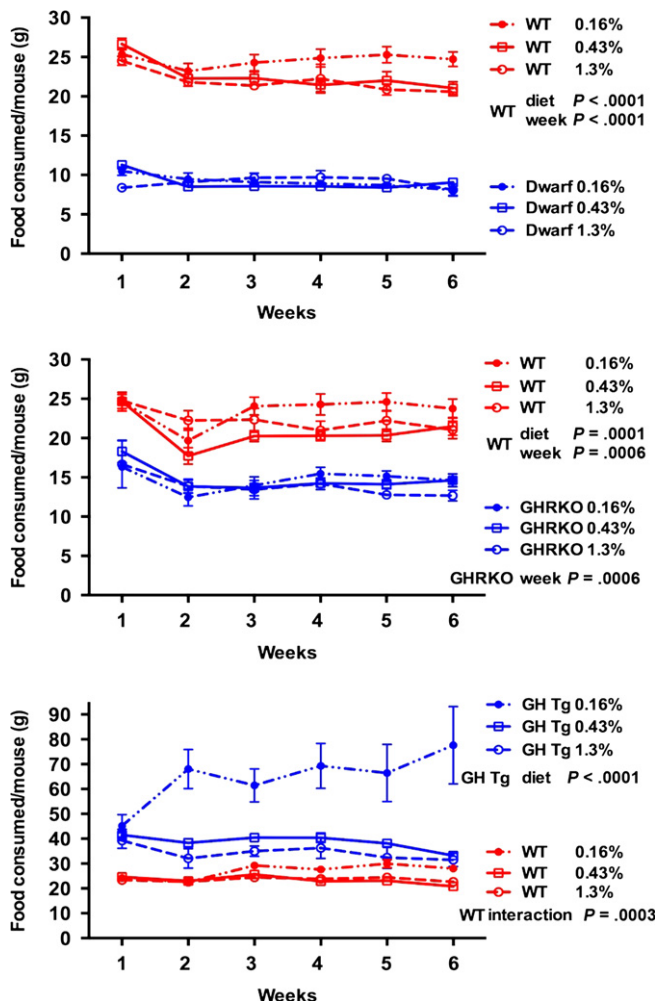 Food consumed/mouse (g)
30
25
20
15
10
5
0
1 2 3 4 5 6
Weeks
WT 0.16%
WT 0.43%
WT 1.3%
WT diet P < .0001
week P < .0001
Dwarf 0.16%
Dwarf 0.43%
Dwarf 1.3%
Food consumed/mouse (g)
30
25
20
15
10
5
0
1 2 3 4 5 6
Weeks
WT 0.16%
WT 0.43%
WT 1.3%
WT diet P = .0001
week P = .0006
GHRKO 0.16%
GHRKO 0.43%
GHRKO 1.3%
GHRKO week P = .0006
Food consumed/mouse (g)
90
80
70
60
50
40
30
20
10
0
1 2 3 4 5 6
Weeks
GH Tg 0.16%
GH Tg 0.43%
GH Tg 1.3%
GH Tg diet P < .0001
WT 0.16%
WT 0.43%
WT 1.3%
WT interaction P = .0003